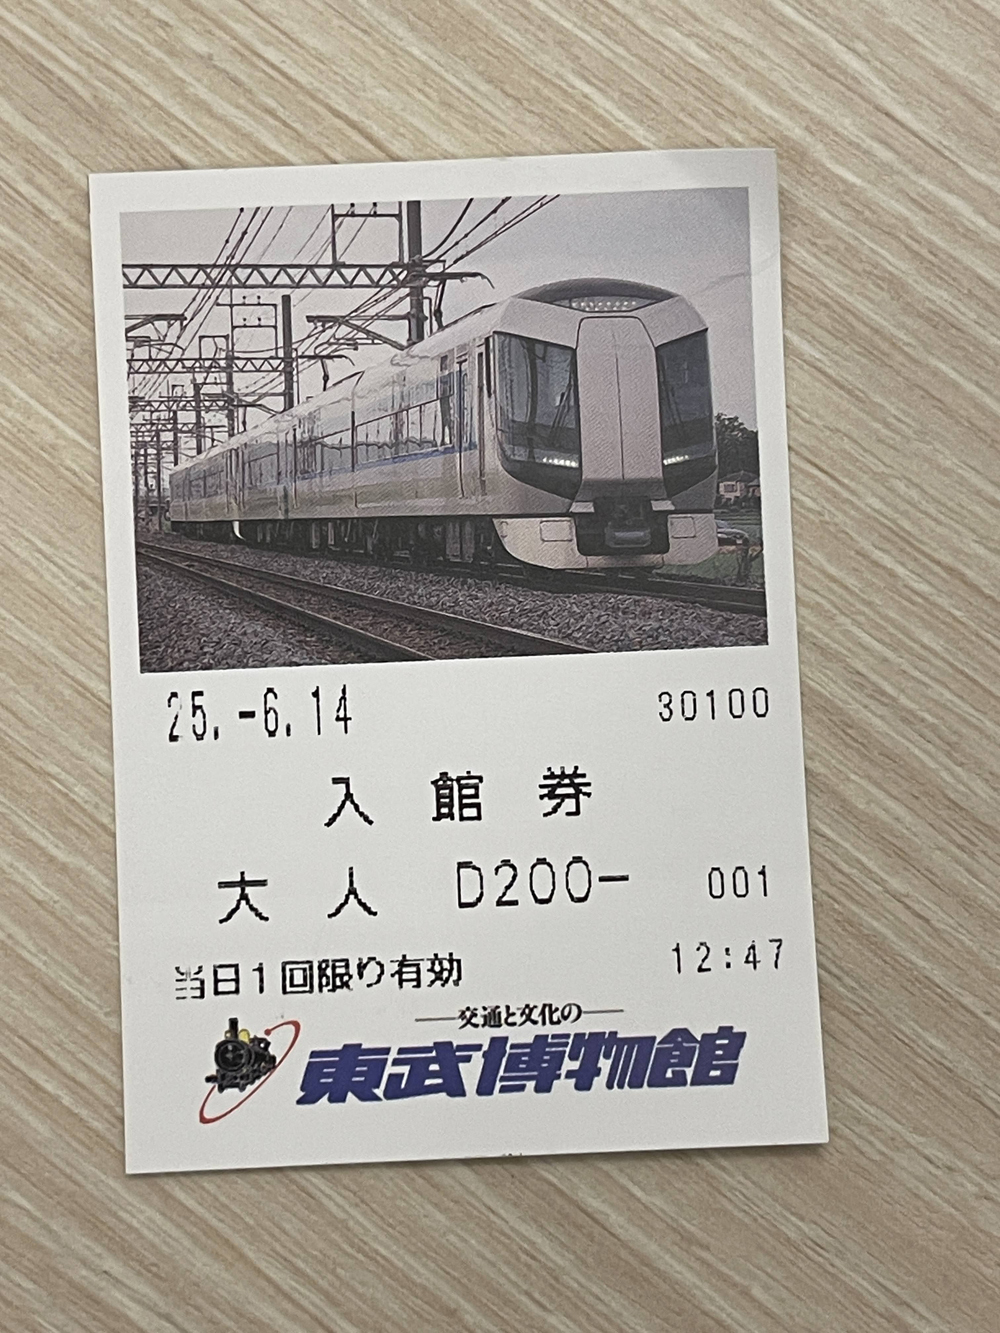 25.-6.14 30100
入館券
大人 D200- 001
当日1回限り有効 12:47
—交通と文化の—
東武博物館